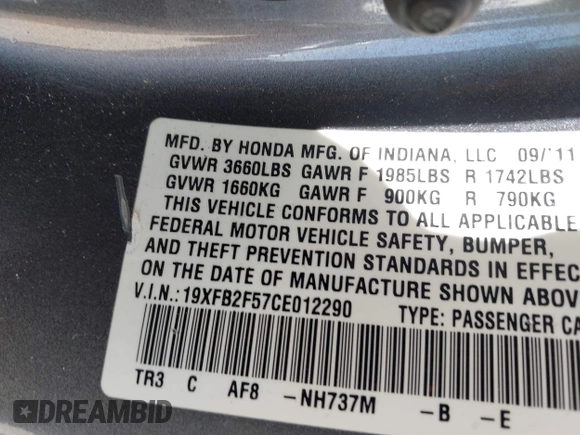 MFD. BY HONDA MFG. OF INDIANA, LLC 09/'11
GVWR 3660LBS GAWR F 1985LBS R 1742LBS
GVWR 1660KG GAWR F 900KG R 790KG
THIS VEHICLE CONFORMS TO ALL APPLICABLE
FEDERAL MOTOR VEHICLE SAFETY, BUMPER,
AND THEFT PREVENTION STANDARDS IN EFFEC
ON THE DATE OF MANUFACTURE SHOWN ABOV
V.I.N.: 19XFB2F57CE012290 TYPE: PASSENGER CA
TR3 C AF8 -NH737M -B -E
DREAMBID